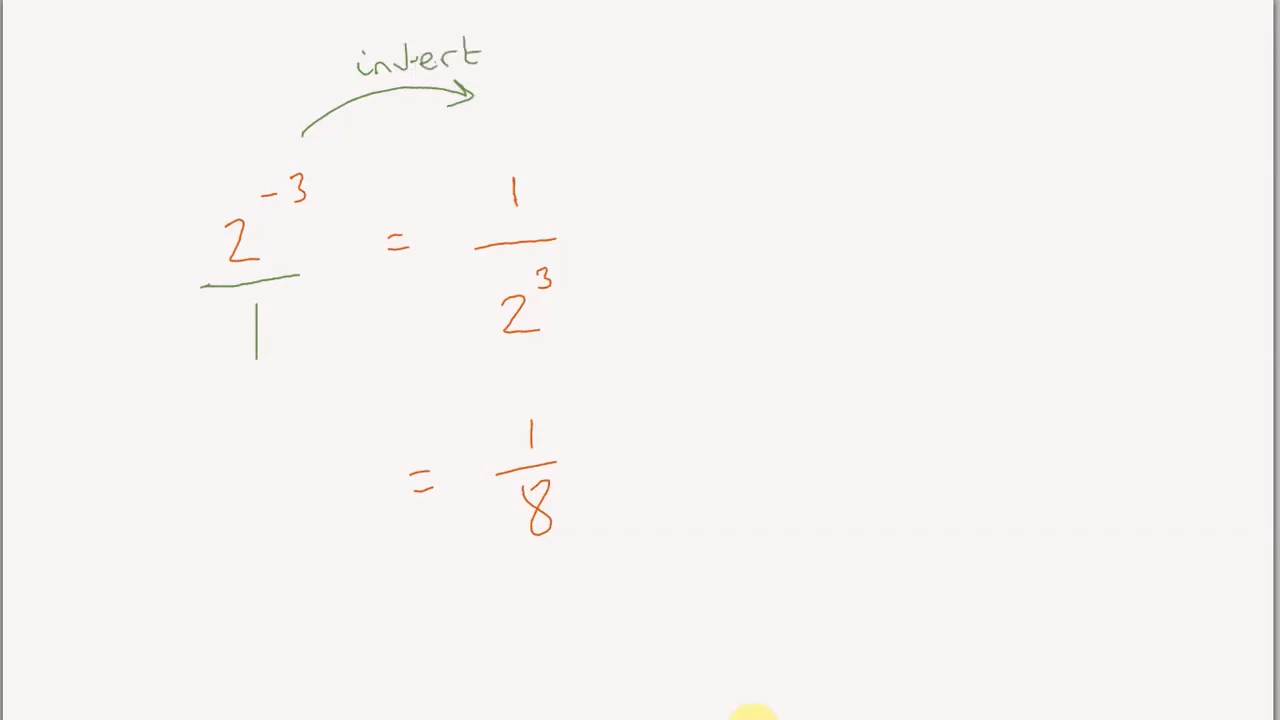 invert
2^-3 / 1 = 1 / 2^3
= 1 / 8